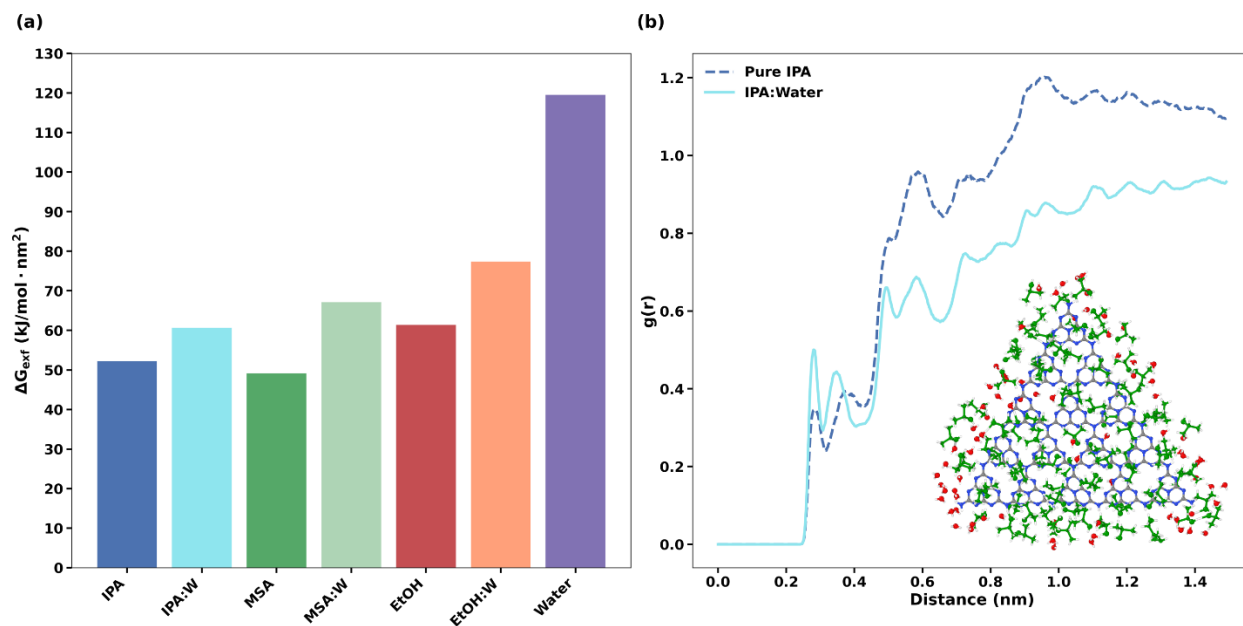 (a)
130
120
110
100
90
80
70
60
50
40
30
20
10
0
ΔG_exf (kJ/mol · nm²)
IPA
IPA:W
MSA
MSA:W
EtOH
EtOH:W
Water
(b)
Pure IPA
IPA:Water
1.2
1.0
0.8
0.6
0.4
0.2
0.0
g(r)
0.0
0.2
0.4
0.6
0.8
1.0
1.2
1.4
Distance (nm)